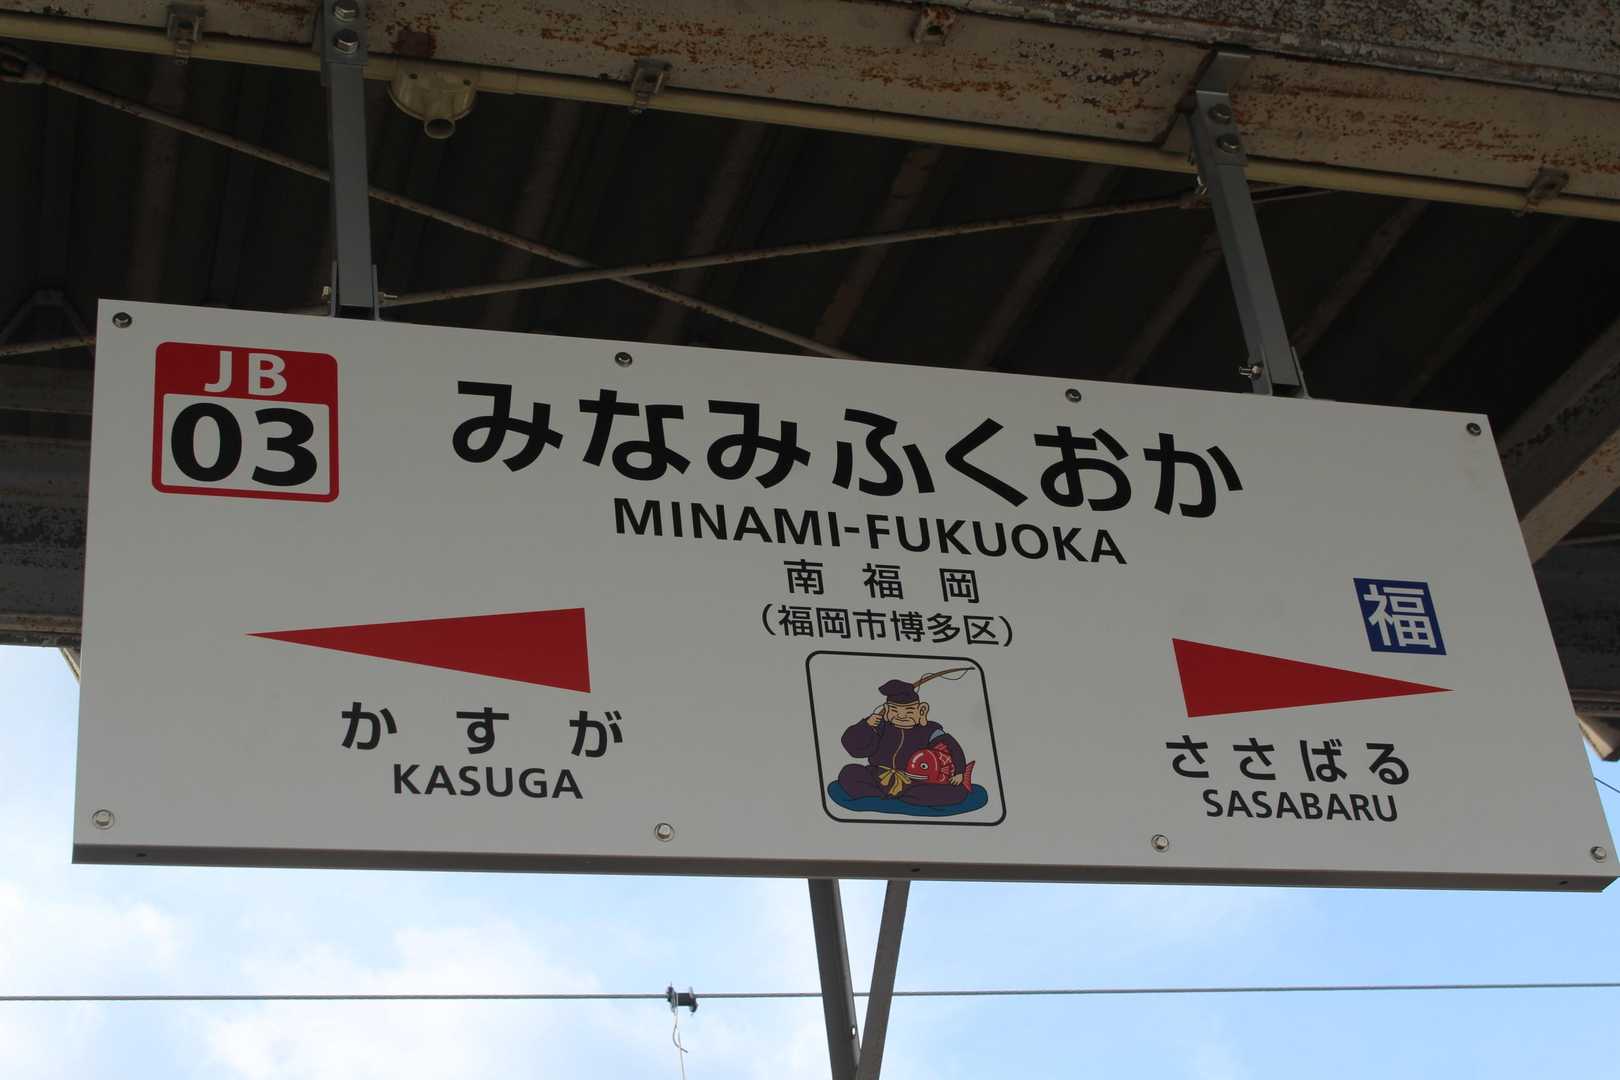 JB
03
みなみふくおか
MINAMI-FUKUOKA
南福岡
（福岡市博多区）
福
かすが
KASUGA
ささばる
SASABARU